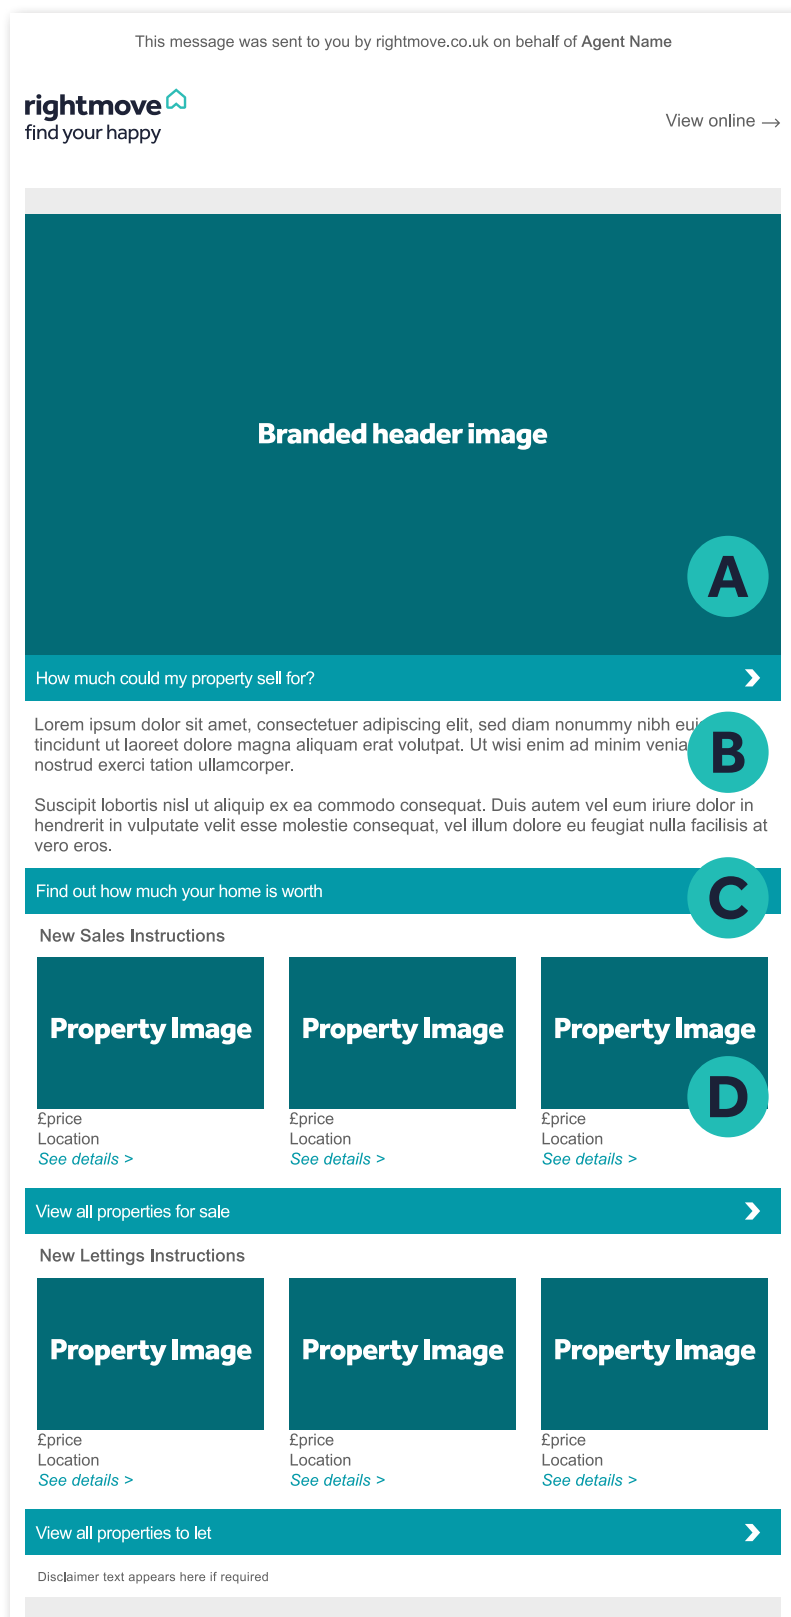 This message was sent to you by rightmove.co.uk on behalf of Agent Name
rightmove
find your happy
View online →
Branded header image
A
How much could my property sell for?
Lorem ipsum dolor sit amet, consectetuer adipiscing elit, sed diam nonummy nibh
tincidunt ut laoreet dolore magna aliquam erat volutpat. Ut wisi enim ad minim
nostrud exerci tation ullamcorper.
B
Suscipit lobortis nisl ut aliquip ex ea commodo consequat. Duis autem vel eum iriure dolor in
hendrerit in vulputate velit esse molestie consequat, vel illum dolore eu feugiat nulla facilisis at
vero eros.
Find out how much your home is worth
C
New Sales Instructions
Property Image Property Image Property Image
D
£price £price £price
Location Location Location
See details > See details > See details >
View all properties for sale
New Lettings Instructions
Property Image Property Image Property Image
£price £price £price
Location Location Location
See details > See details > See details >
View all properties to let
Disclaimer text appears here if required